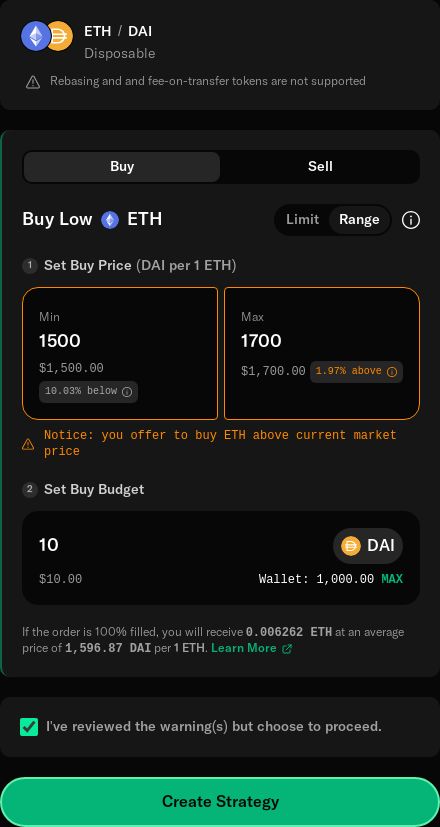 ETH / DAI
Disposable
Rebasing and and fee-on-transfer tokens are not supported
Buy Sell
Buy Low ETH Limit Range
1 Set Buy Price (DAI per 1 ETH)
Min Max
1500 1700
$1,500.00 $1,700.00 1.97% above
10.03% below
Notice: you offer to buy ETH above current market
price
2 Set Buy Budget
10 DAI
$10.00 Wallet: 1,000.00 MAX
If the order is 100% filled, you will receive 0.006262 ETH at an average
price of 1,596.87 DAI per 1 ETH. Learn More
I've reviewed the warning(s) but choose to proceed.
Create Strategy